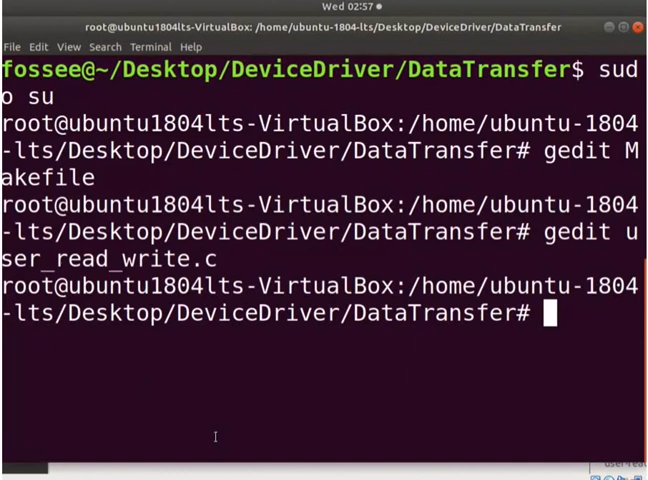 Wed 02:57
root@ubuntu1804lts-VirtualBox: /home/ubuntu-1804-lts/Desktop/DeviceDriver/DataTransfer
File Edit View Search Terminal Help
fossee@~/Desktop/DeviceDriver/DataTransfer$ sud
o su
root@ubuntu1804lts-VirtualBox:/home/ubuntu-1804
-lts/Desktop/DeviceDriver/DataTransfer# gedit M
akefile
root@ubuntu1804lts-VirtualBox:/home/ubuntu-1804
-lts/Desktop/DeviceDriver/DataTransfer# gedit u
ser_read_write.c
root@ubuntu1804lts-VirtualBox:/home/ubuntu-1804
-lts/Desktop/DeviceDriver/DataTransfer#